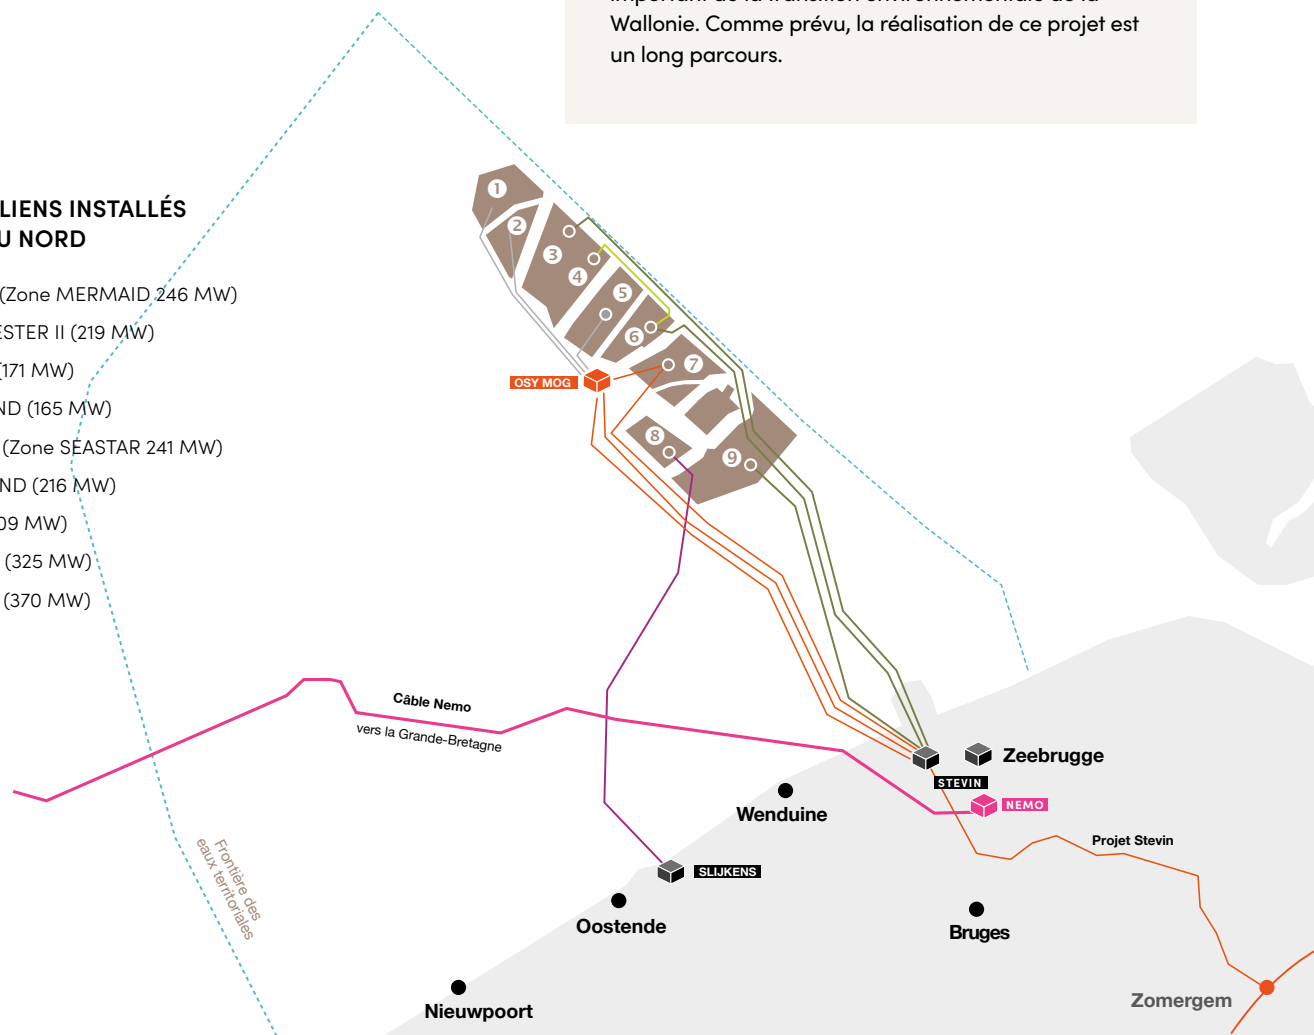 Wallonie. Comme prévu, la réalisation de ce projet est
un long parcours.
LIENS INSTALLÉS
U NORD
(Zone MERMAID 246 MW)
ESTER II (219 MW)
(171 MW)
ND (165 MW)
(Zone SEASTAR 241 MW)
ND (216 MW)
09 MW)
(325 MW)
(370 MW)
1
2
3
4
5
6
7
8
9
OSY MOG
Câble Nemo
vers la Grande-Bretagne
Zeebrugge
STEVIN
NEMO
Wenduine
Projet Stevin
SLIJKENS
Frontière des
eaux territoriales
Oostende
Bruges
Nieuwpoort
Zomergem